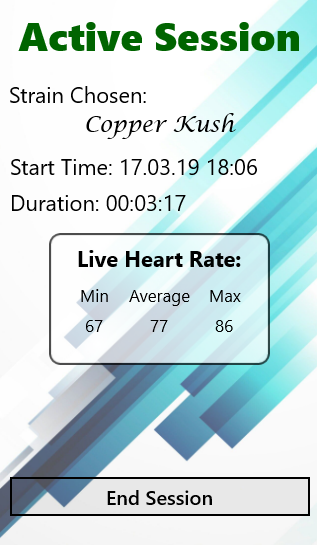 Active Session
Strain Chosen:
Copper Kush
Start Time: 17.03.19 18:06
Duration: 00:03:17
Live Heart Rate:
Min Average Max
67 77 86
End Session